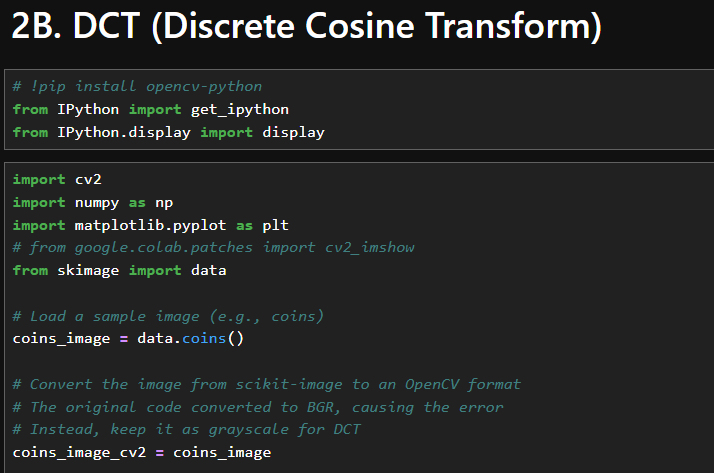 2B. DCT (Discrete Cosine Transform)
# !pip install opencv-python
from IPython import get_ipython
from IPython.display import display
import cv2
import numpy as np
import matplotlib.pyplot as plt
# from google.colab.patches import cv2_imshow
from skimage import data
# Load a sample image (e.g., coins)
coins_image = data.coins()
# Convert the image from scikit-image to an OpenCV format
# The original code converted to BGR, causing the error
# Instead, keep it as grayscale for DCT
coins_image_cv2 = coins_image